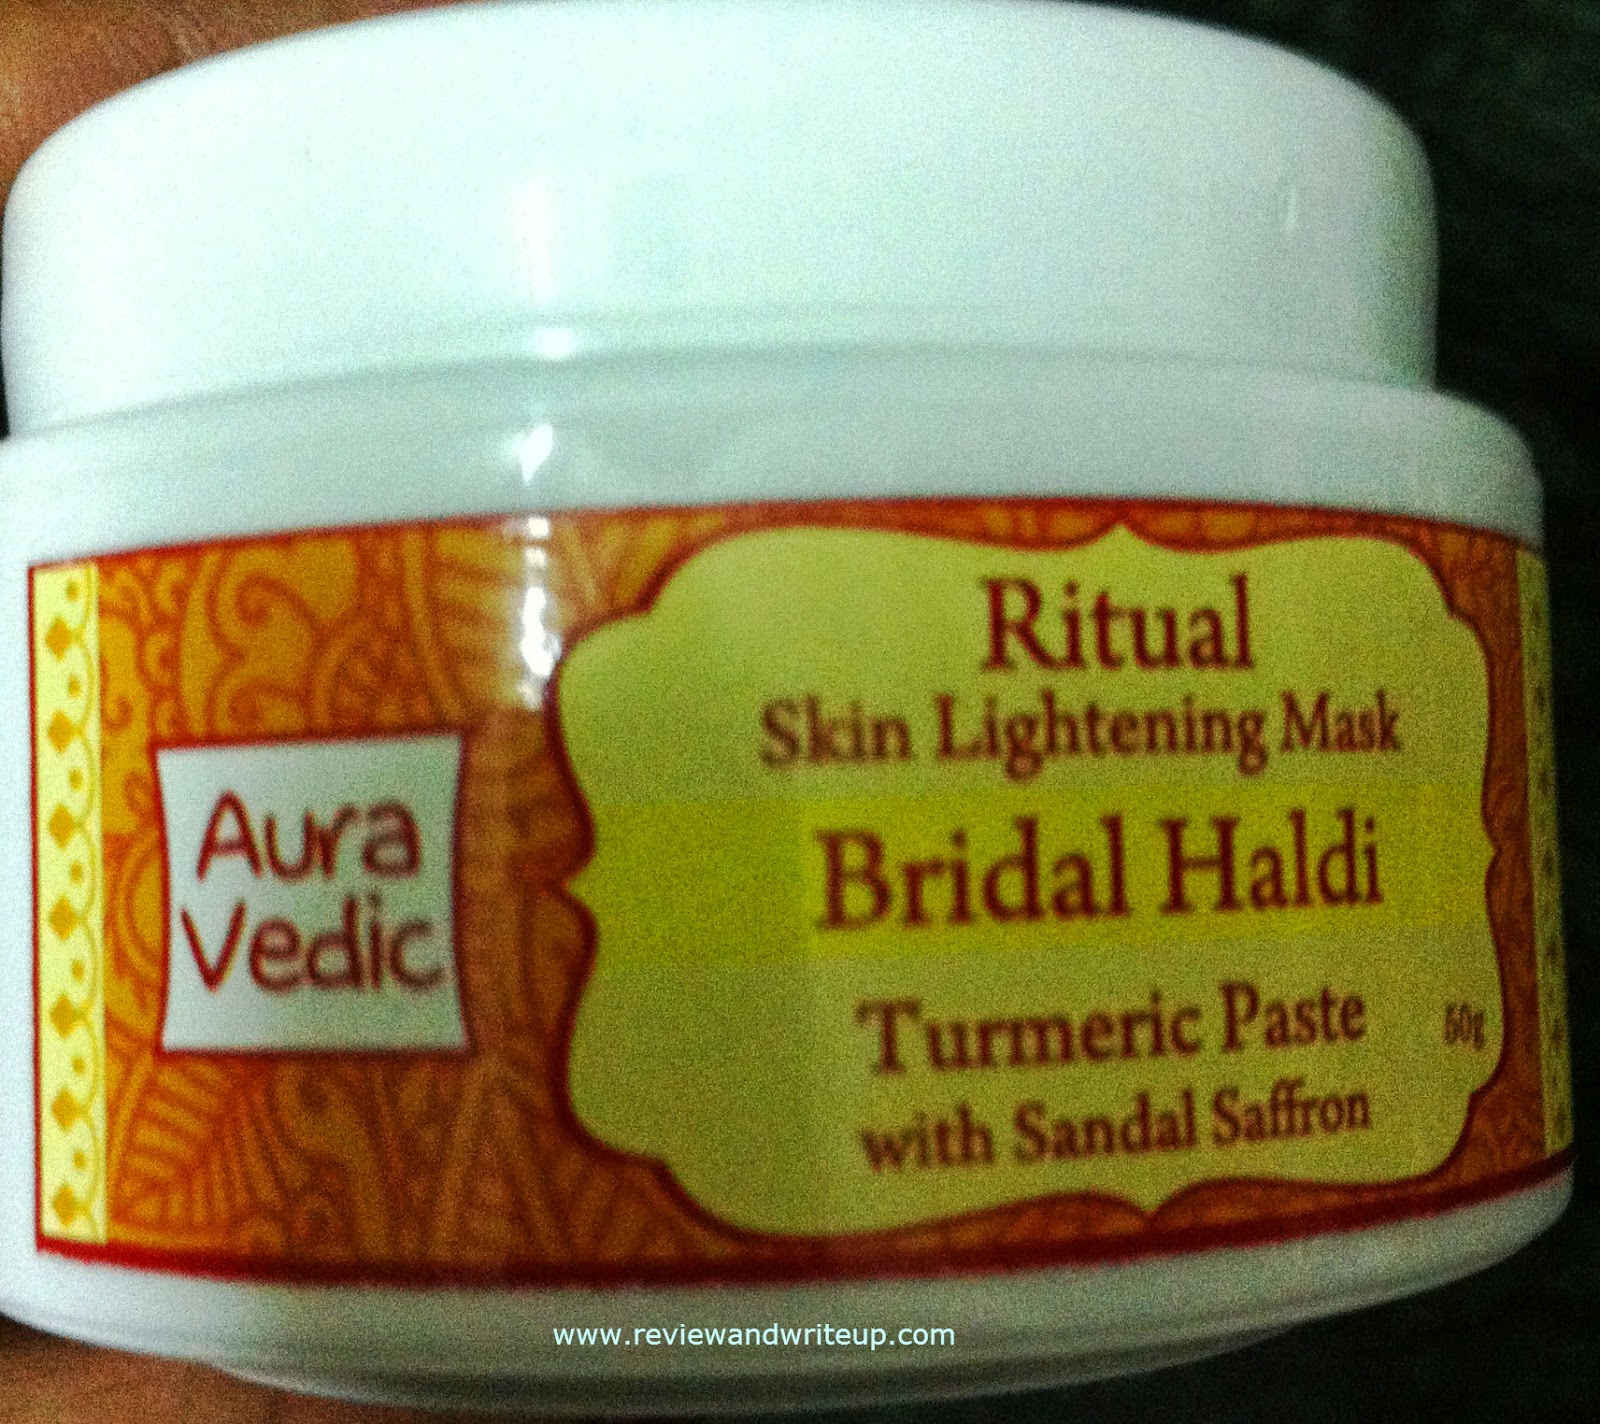 Aura
Vedic
Ritual
Skin Lightening Mask
Bridal Haldi
Turmeric Paste
50g
with Sandal Saffron
www.reviewandwriteup.com